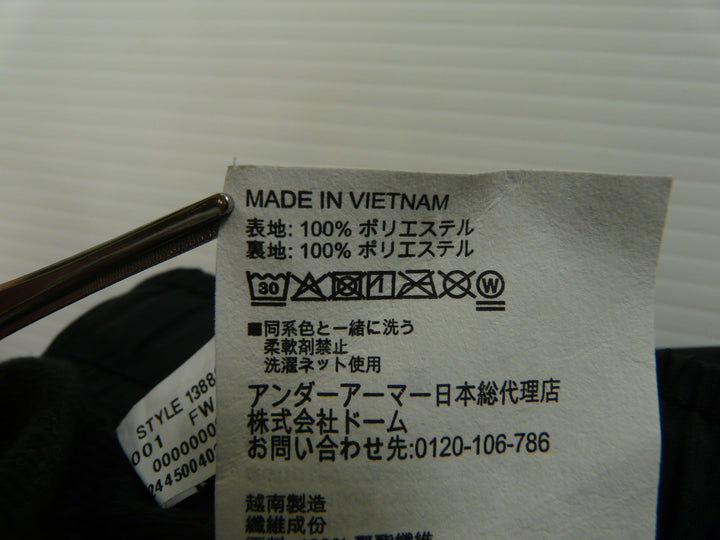 MADE IN VIETNAM
表地: 100% ポリエステル
裏地: 100% ポリエステル
30
W
■同系色と一緒に洗う
柔軟剤禁止
洗濯ネット使用
アンダーアーマー日本総代理店
株式会社ドーム
お問い合わせ先:0120-106-786
越南製造
纖維成份
STYLE 1388
001 FW